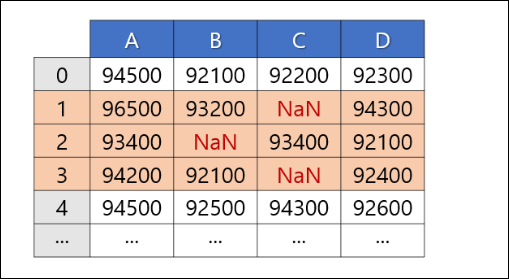 A B C D
0 94500 92100 92200 92300
1 96500 93200 NaN 94300
2 93400 NaN 93400 92100
3 94200 92100 NaN 92400
4 94500 92500 94300 92600
... ... ... ... ...